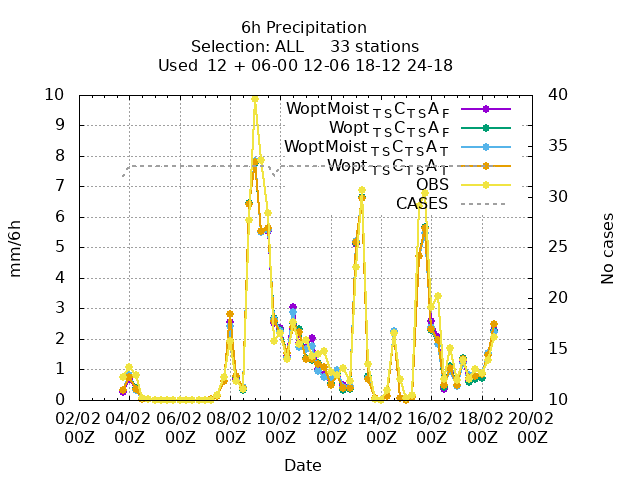 6h Precipitation
Selection: ALL 33 stations
Used 12 + 06-00 12-06 18-12 24-18
10 40
9
8 35
7
6 30
5 25
4
3 20
2 15
1
0 10
mm/6h
No cases
WoptMoist TS C TS A F
Wopt TS C TS A F
WoptMoist TS C TS A T
Wopt TS C TS A T
OBS
CASES
02/02 04/02 06/02 08/02 10/02 12/02 14/02 16/02 18/02 20/02
00Z 00Z 00Z 00Z 00Z 00Z 00Z 00Z 00Z 00Z
Date